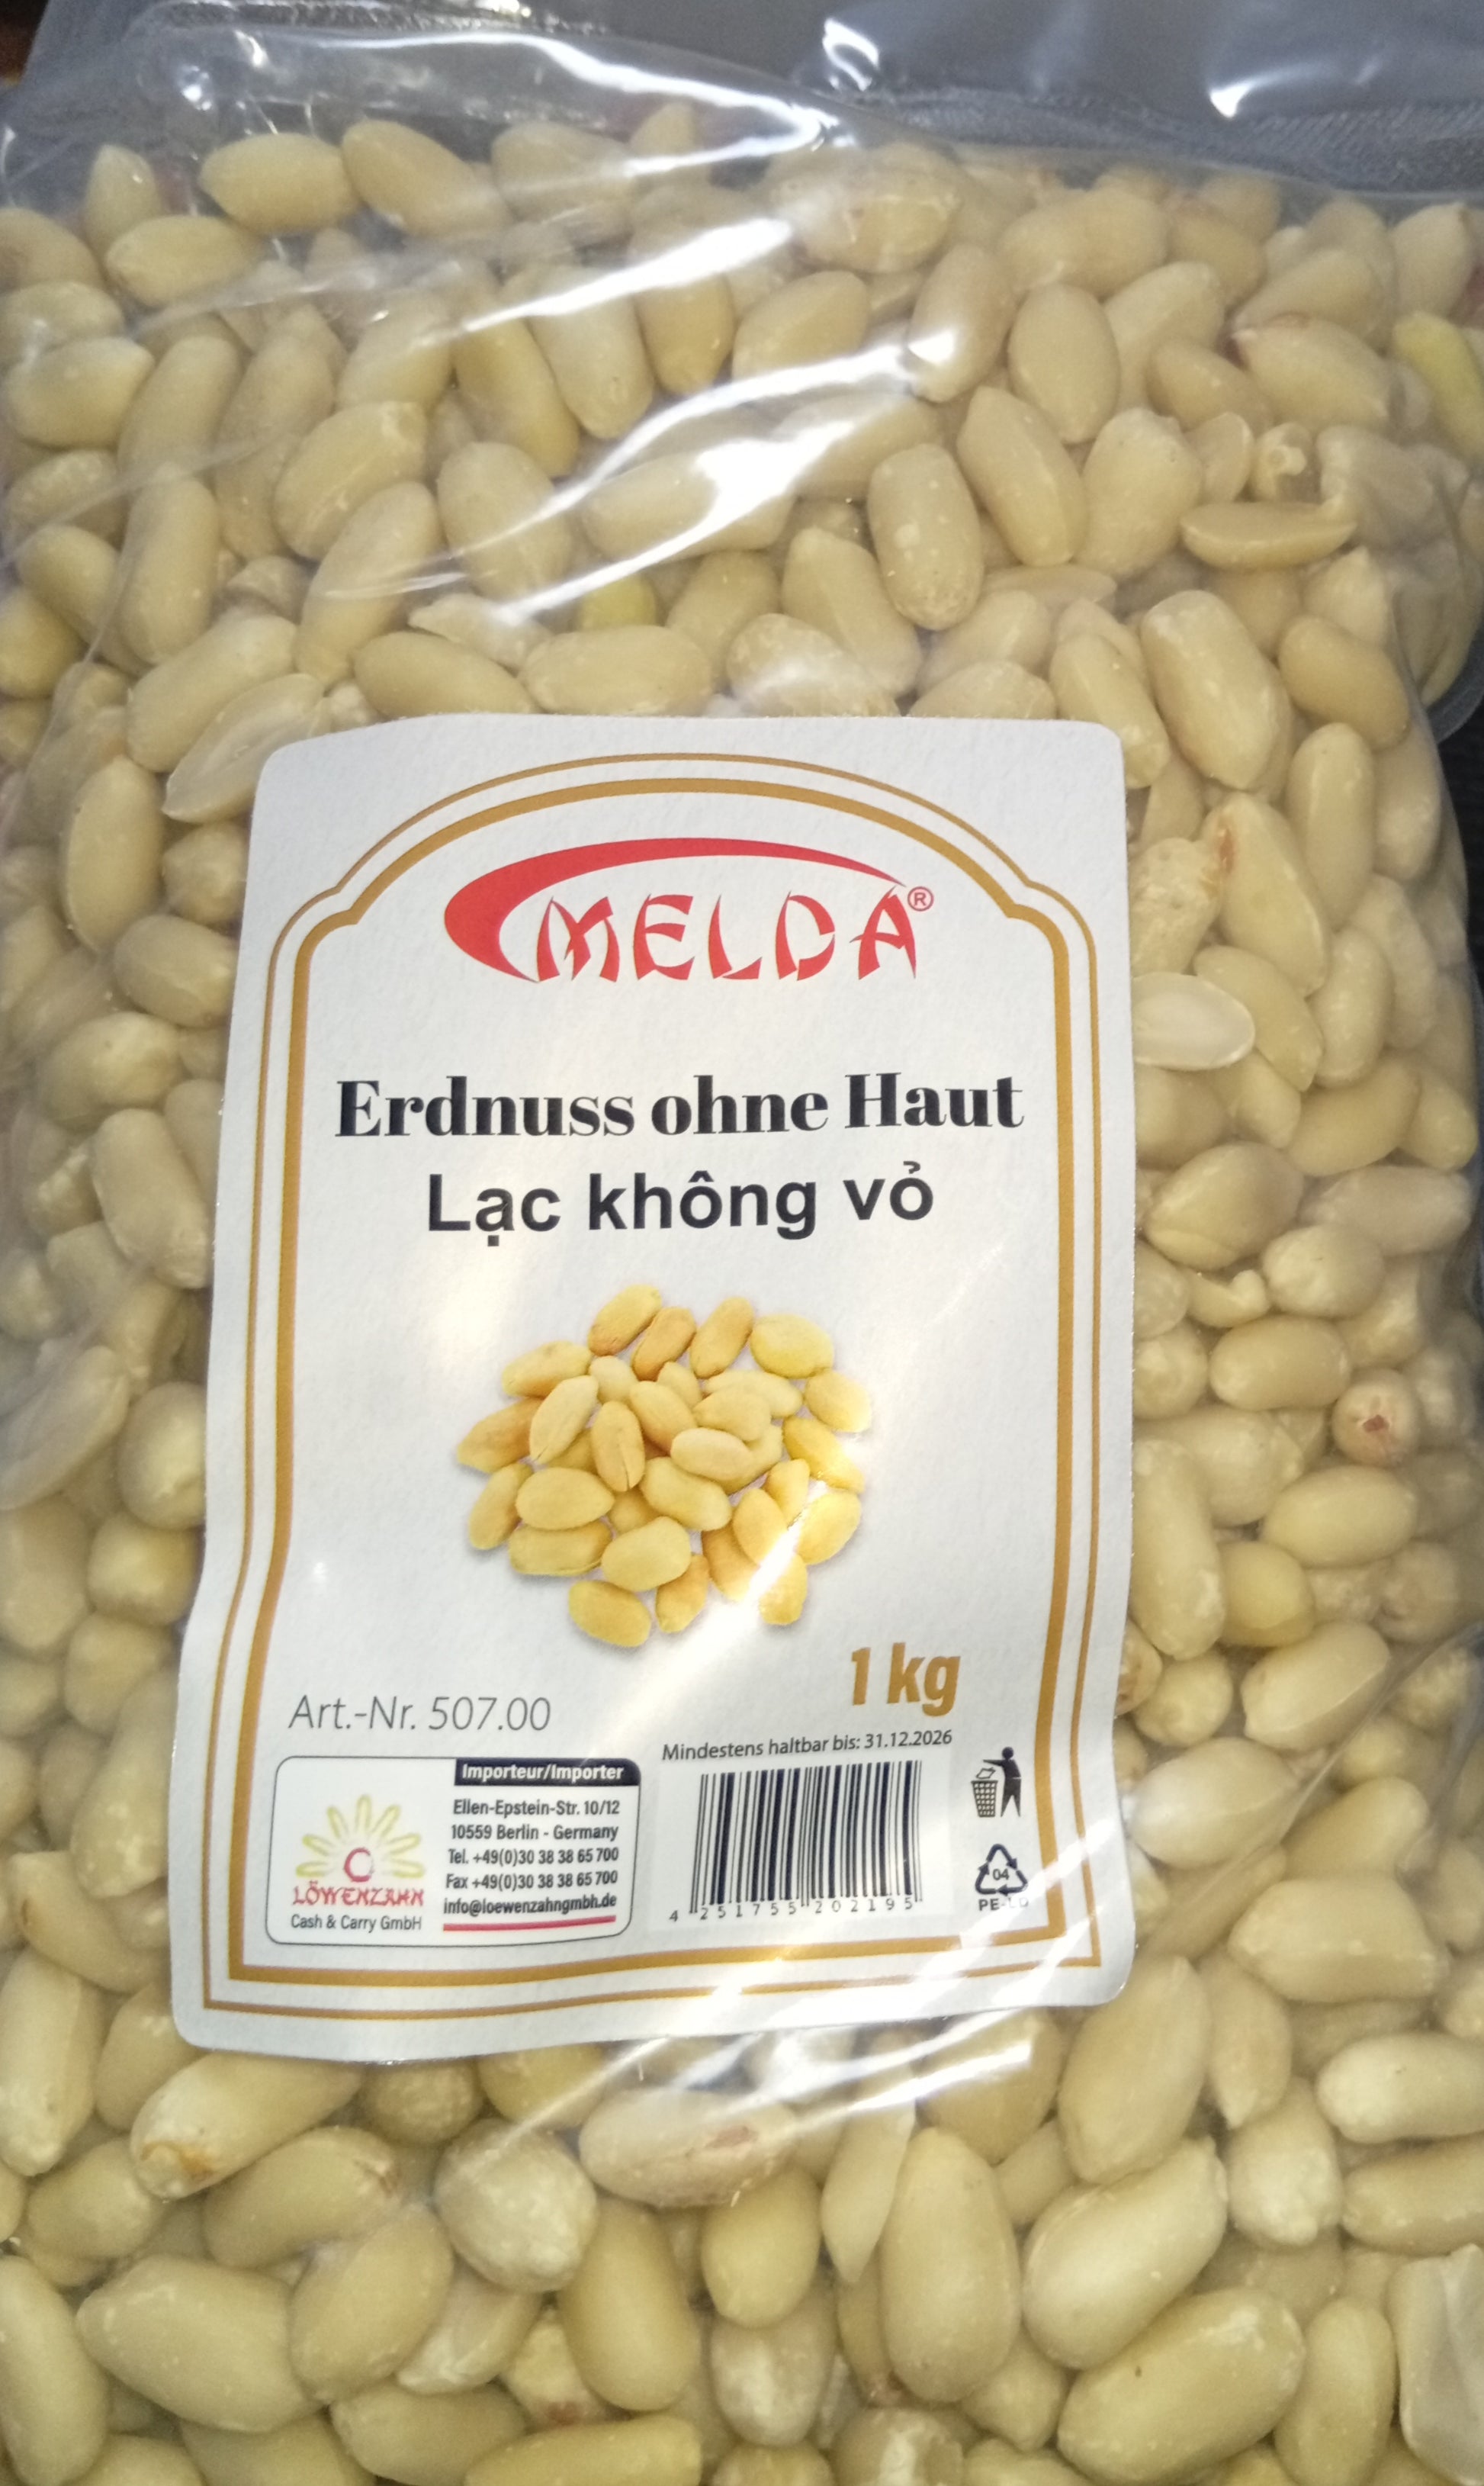 MELDA®
Erdnuss ohne Haut
Lạc không vỏ
1 kg
Art.-Nr. 507.00
Mindestens haltbar bis: 31.12.2026
Importeur/Importer
Ellen-Epstein-Str. 10/12
10559 Berlin - Germany
Tel. +49(0)30 38 38 65 700
Fax +49(0)30 38 38 65 700
info@loewenzahngmbh.de
LÖWENZAHN
Cash & Carry GmbH
4 251755 202195
04
PE-LD